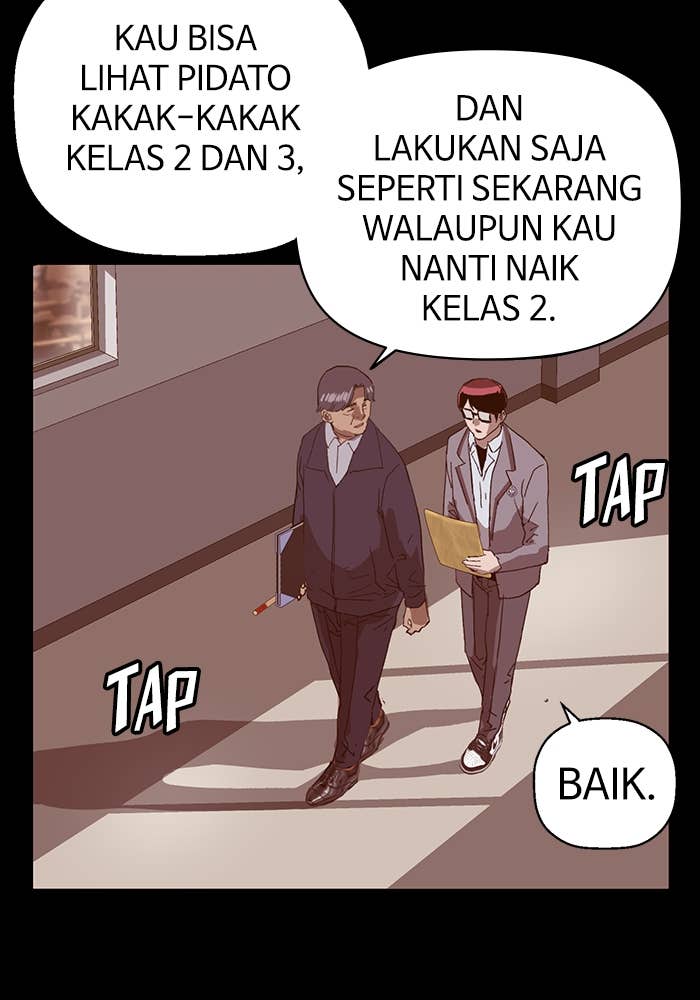 KAU BISA
LIHAT PIDATO
KAKAK-KAKAK
KELAS 2 DAN 3,
DAN
LAKUKAN SAJA
SEPERTI SEKARANG
WALAUPUN KAU
NANTI NAIK
KELAS 2.
TAP
TAP
BAIK.